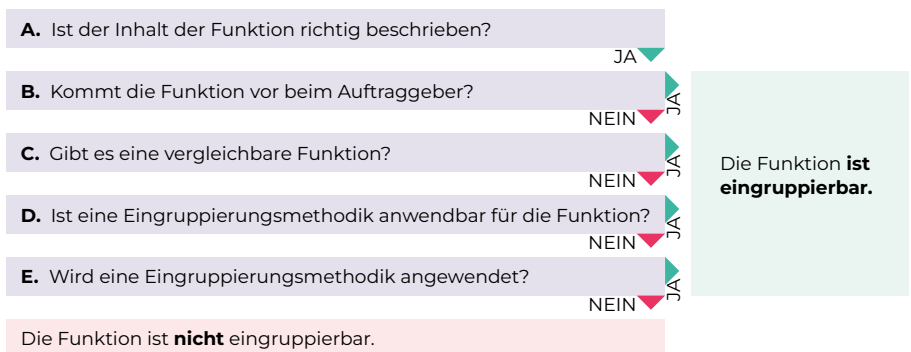 A. Ist der Inhalt der Funktion richtig beschrieben?
JA
B. Kommt die Funktion vor beim Auftraggeber?
JA
NEIN
C. Gibt es eine vergleichbare Funktion?
JA
NEIN
D. Ist eine Eingruppierungsmethodik anwendbar für die Funktion?
JA
NEIN
E. Wird eine Eingruppierungsmethodik angewendet?
JA
NEIN
Die Funktion ist
eingruppierbar.
Die Funktion ist nicht eingruppierbar.